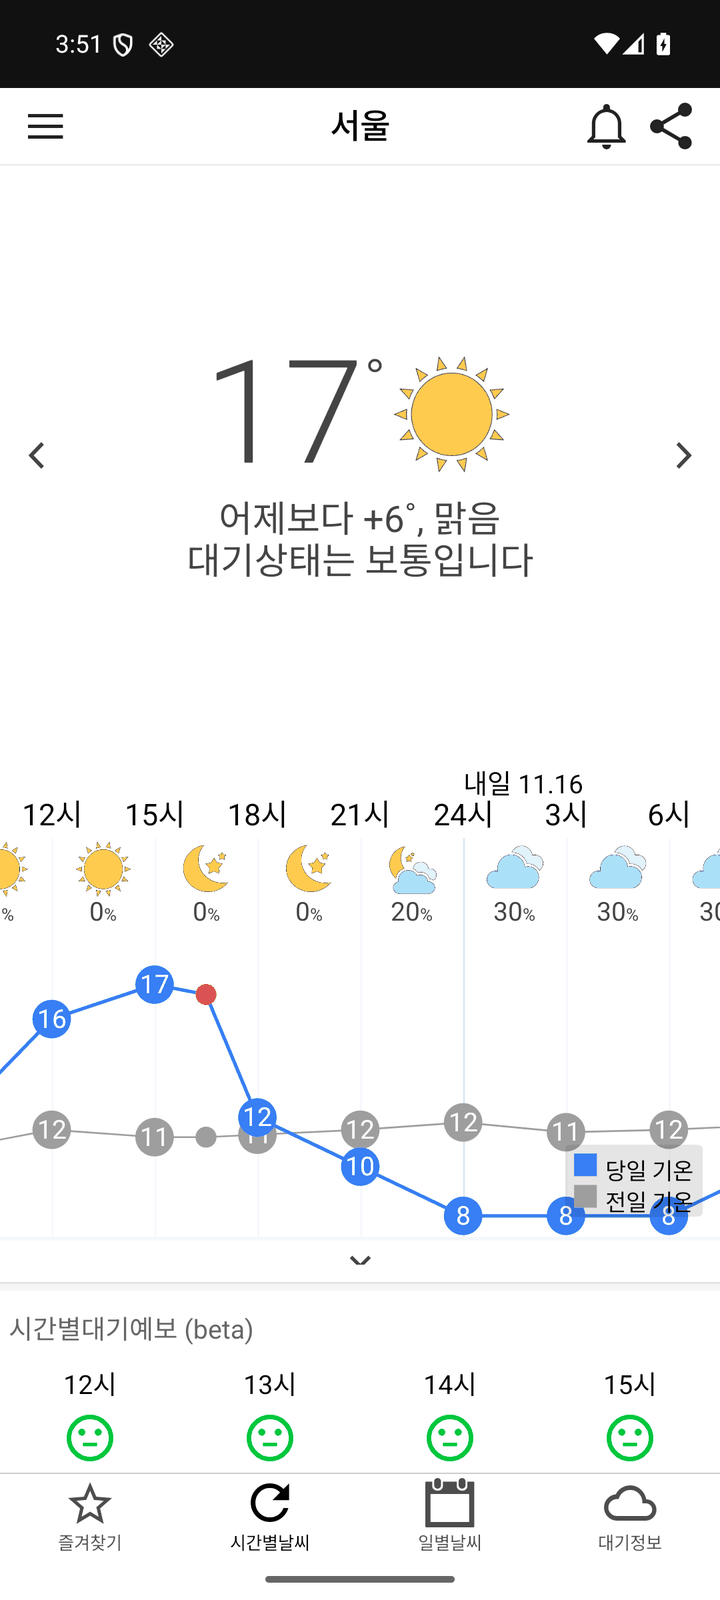 3:51
서울
17°
어제보다 +6°, 맑음
대기상태는 보통입니다
내일 11.16
12시 15시 18시 21시 24시 3시 6시
% 0% 0% 0% 20% 30% 30% 30
16 17 12 10 8 8 8
12 11 11 12 12 11 12
당일 기온
전일 기온
시간별대기예보 (beta)
12시 13시 14시 15시
즐겨찾기 시간별날씨 일별날씨 대기정보